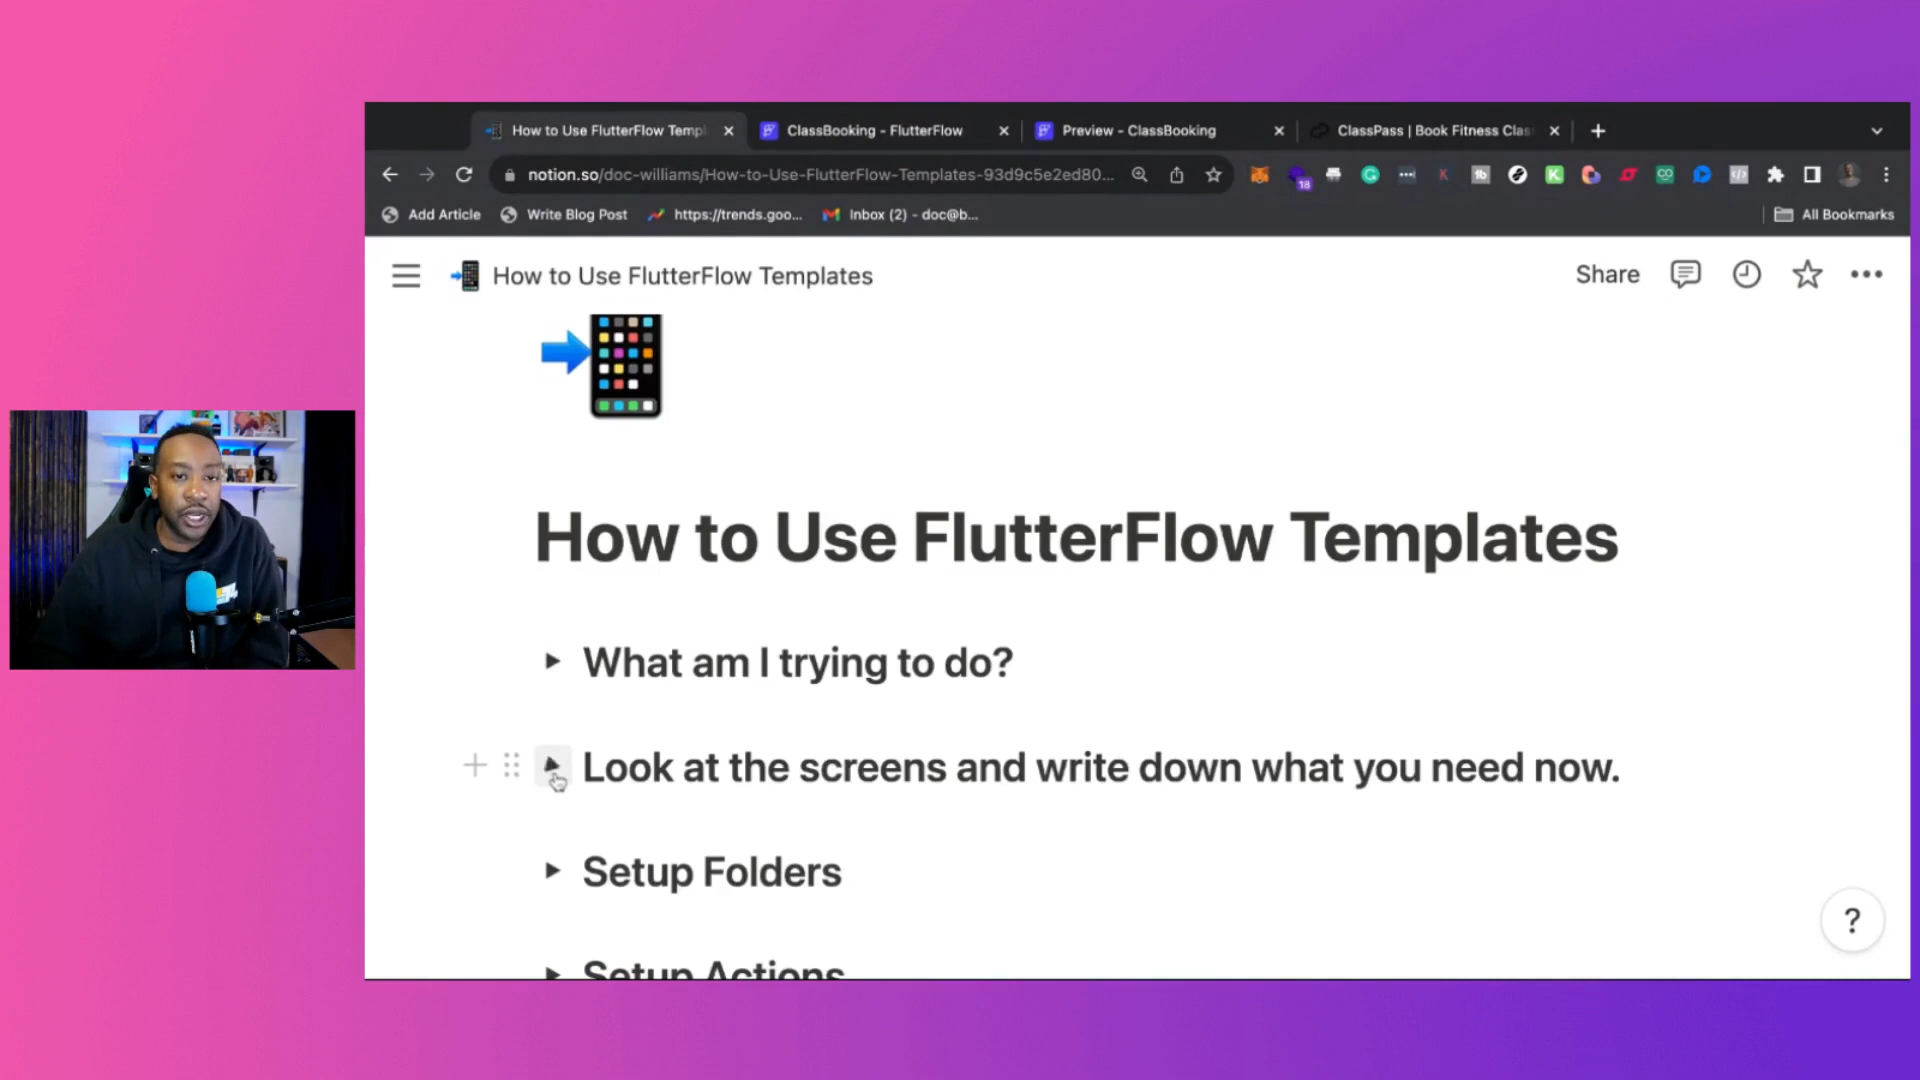 How to Use FlutterFlow Templ
ClassBooking - FlutterFlow
Preview - ClassBooking
ClassPass | Book Fitness Clas
notion.so/doc-williams/How-to-Use-FlutterFlow-Templates-93d9c5e2ed80...
18
Add Article
Write Blog Post
https://trends.goo...
Inbox (2) - doc@b...
All Bookmarks
How to Use FlutterFlow Templates
Share
How to Use FlutterFlow Templates
What am I trying to do?
Look at the screens and write down what you need now.
Setup Folders
Setup Actions
?